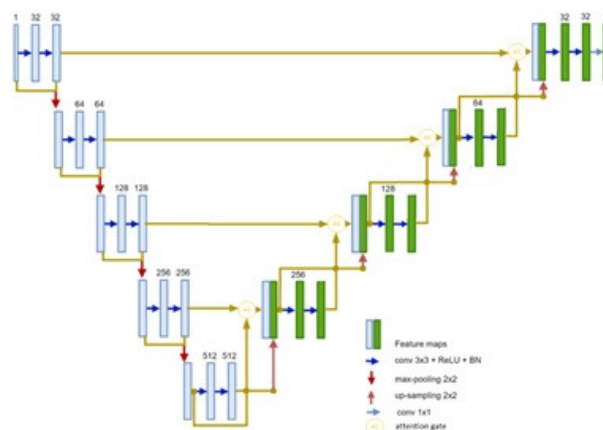 1 32 32
32 32
64 64
64
128 128
128
256 256
256
512 512
Feature maps
conv 3x3 + ReLU + BN
max-pooling 2x2
up-sampling 2x2
conv 1x1
attention gate